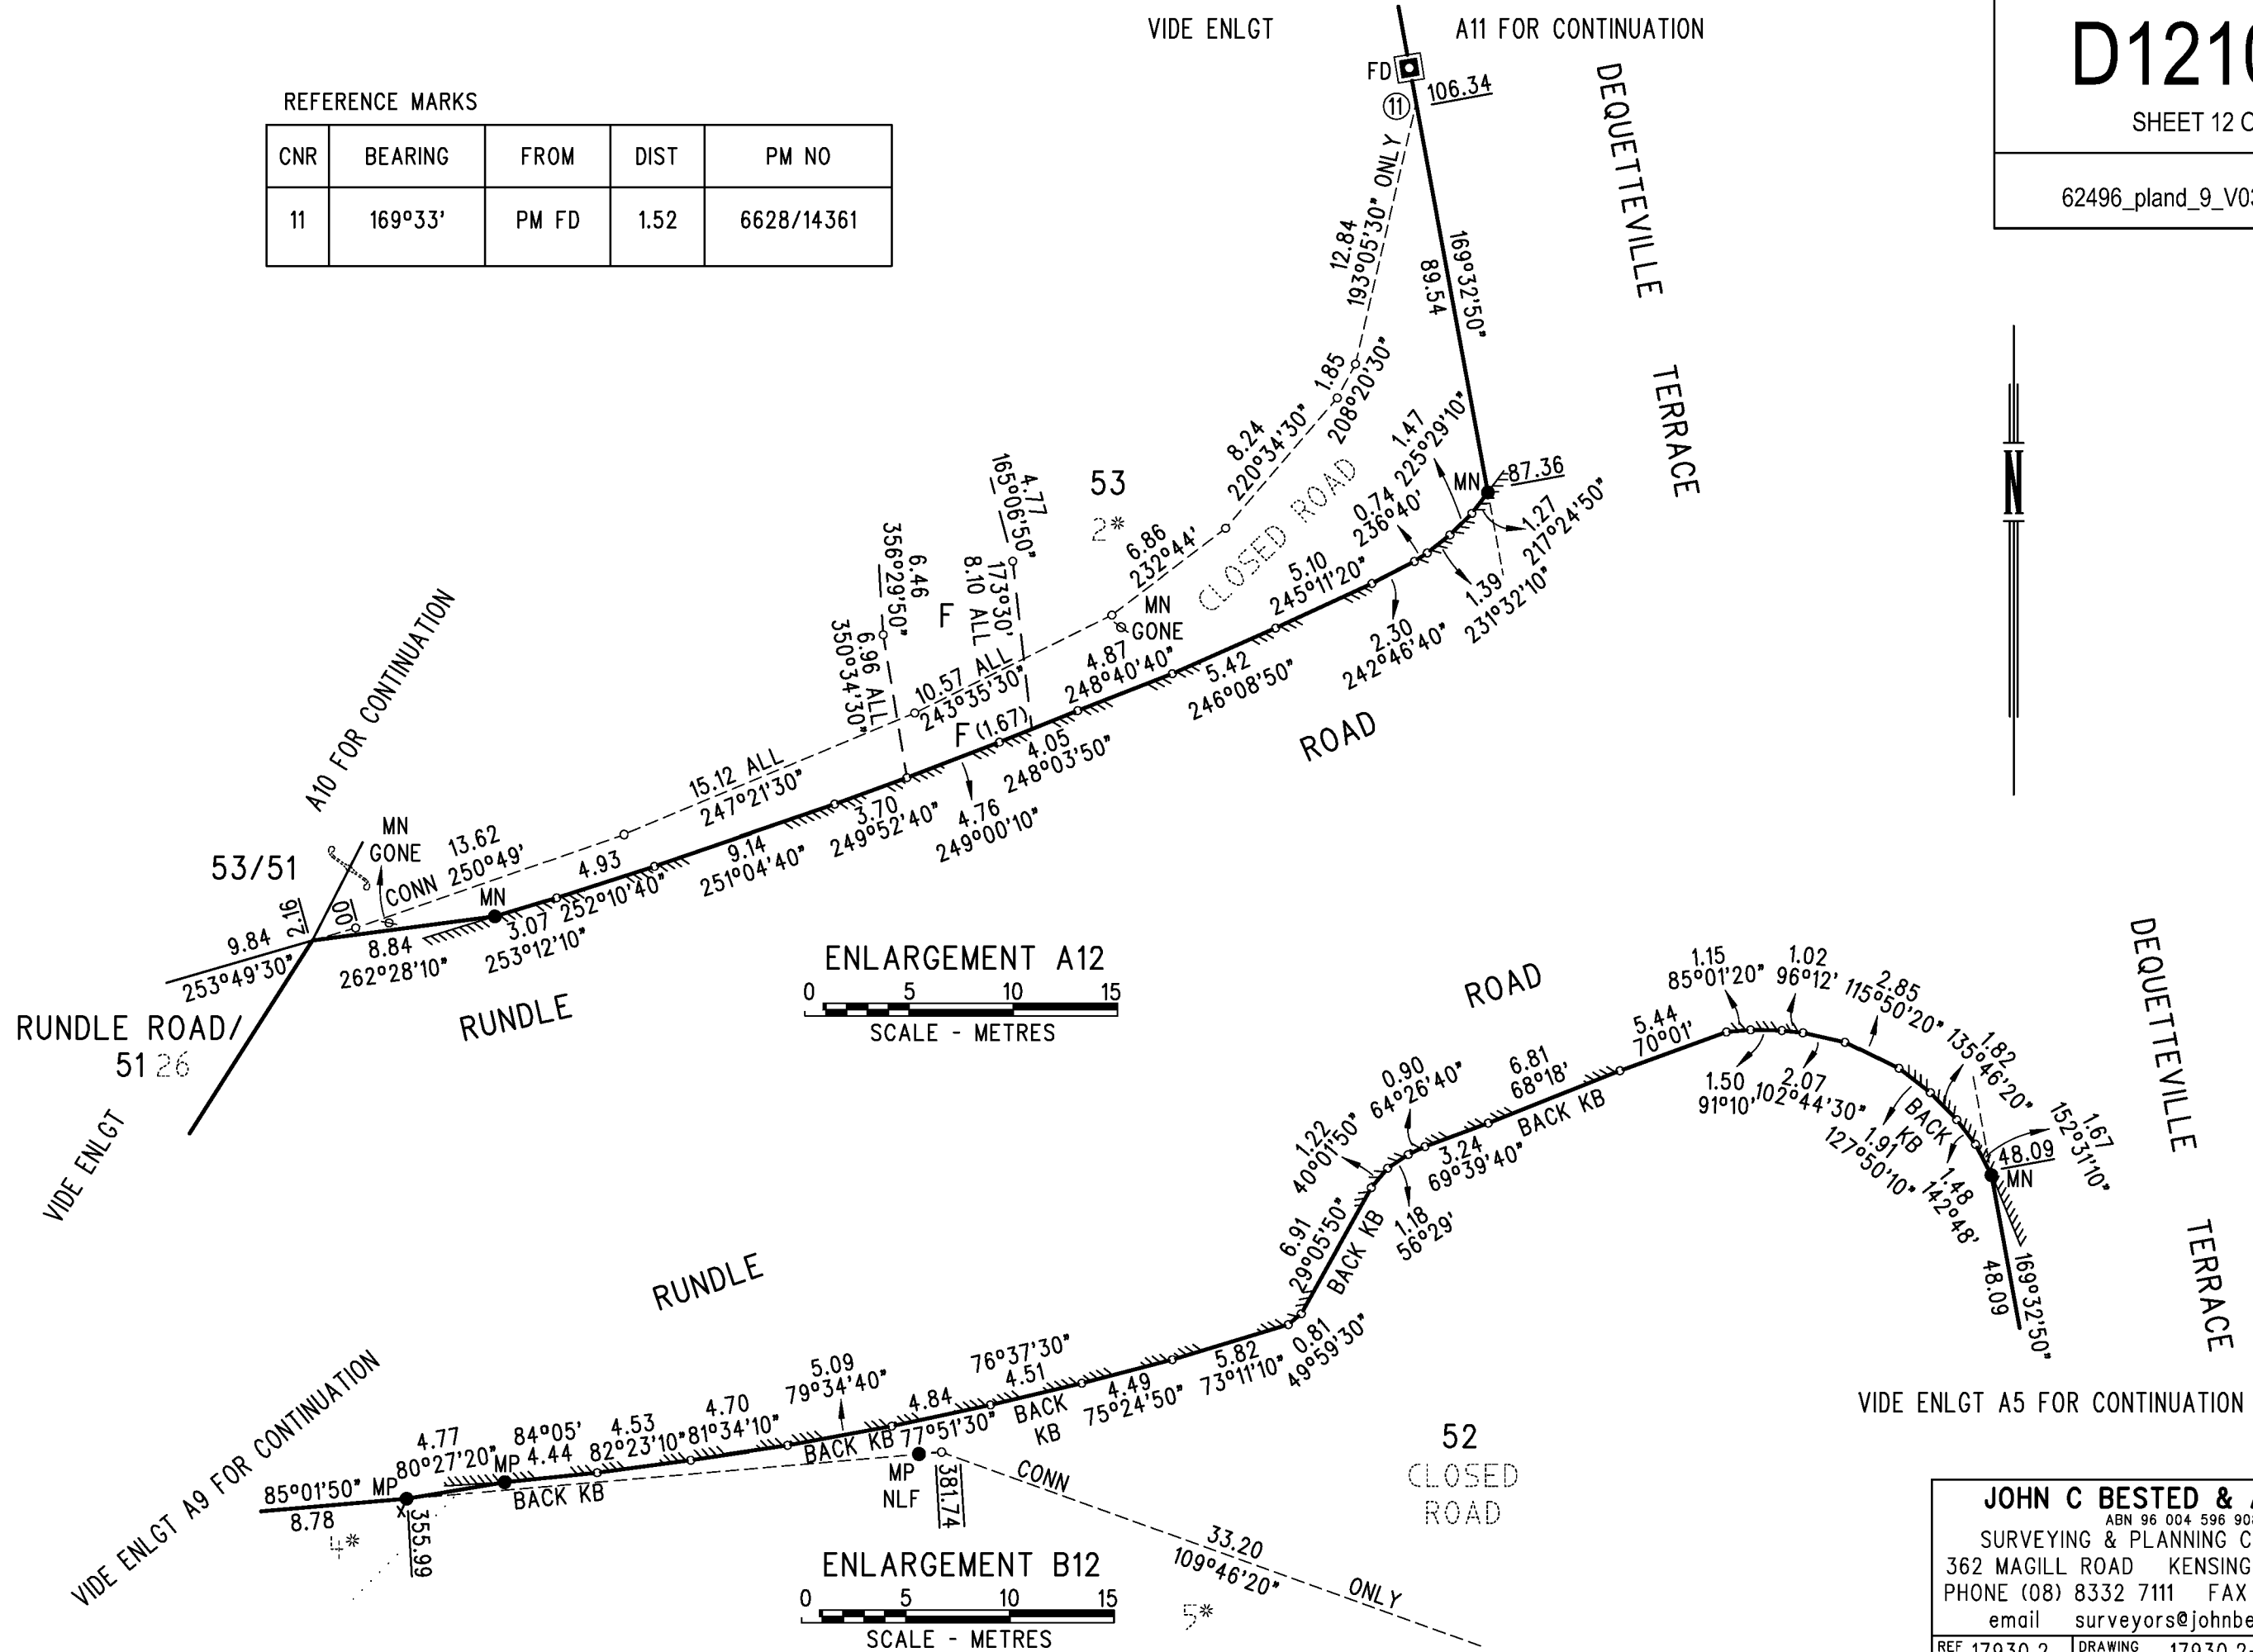 VIDE ENLGT A11 FOR CONTINUATION
D1210
SHEET 12 O
62496_pland_9_V03
REFERENCE MARKS
CNR BEARING FROM DIST PM NO
11 169°33' PM FD 1.52 6628/14361
FD
11
106.34
DEQUETTEVILLE
TERRACE
12.84
193°05'30" ONLY
169°32'50"
89.54
1.85
208°20'30"
8.24
220°34'30"
1.47
225°29'10"
MN
87.36
1.27
217°24'50"
0.74
236°40'
1.39
231°32'10"
53
2*
CLOSED ROAD
4.77
165°06'50"
6.86
232°44'
5.10
245°11'20"
2.30
242°46'40"
6.46
356°29'50"
F
173°30'
8.10 ALL
MN
GONE
6.96 ALL
350°34'30"
10.57 ALL
243°35'30"
4.87
248°40'40"
5.42
246°08'50"
F (1.67)
4.05
248°03'50"
ROAD
A10 FOR CONTINUATION
15.12 ALL
247°21'30"
3.70
249°52'40"
4.76
249°00'10"
MN
GONE
13.62
CONN 250°49'
53/51
4.93
252°10'40"
9.14
251°04'40"
MN
2.16
00
9.84
253°49'30"
8.84
262°28'10"
3.07
253°12'10"
RUNDLE ROAD/
51 26
RUNDLE
VIDE ENLGT
ENLARGEMENT A12
0 5 10 15
SCALE - METRES
N
ROAD
1.15
85°01'20"
1.02
96°12'
2.85
115°50'20"
1.82
135°46'20"
1.67
152°31'10"
DEQUETTEVILLE
TERRACE
5.44
70°01'
1.50
91°10'
2.07
102°44'30"
1.91
127°50'10"
BACK
KB
1.48
142°48'
48.09
MN
48.09
169°32'50"
6.81
68°18'
BACK KB
0.90
64°26'40"
3.24
69°39'40"
1.22
40°01'50"
1.18
56°29'
6.91
29°05'50"
BACK KB
0.81
49°59'30"
RUNDLE
VIDE ENLGT A5 FOR CONTINUATION
VIDE ENLGT A9 FOR CONTINUATION
85°01'50"
8.78
MP
x
355.99
4*
4.77
80°27'20"
MP
84°05'
4.44
BACK KB
4.53
82°23'10"
4.70
81°34'10"
5.09
79°34'40"
BACK KB
4.84
77°51'30"
76°37'30"
4.51
BACK
KB
4.49
75°24'50"
5.82
73°11'10"
MP
NLF
381.74
CONN
33.20
109°46'20"
ONLY
52
CLOSED
ROAD
5*
ENLARGEMENT B12
0 5 10 15
SCALE - METRES
JOHN C BESTED & A
ABN 96 004 596 90
SURVEYING & PLANNING C
362 MAGILL ROAD KENSING
PHONE (08) 8332 7111 FAX
email surveyors@johnbe
REF 17930.2 DRAWING 17930.2